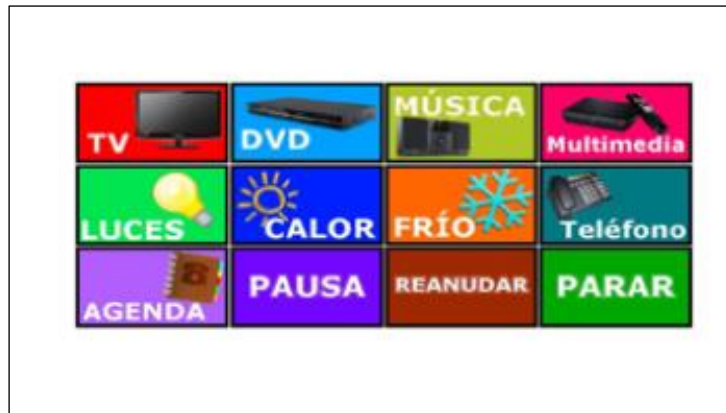 TV
DVD
MÚSICA
Multimedia
LUCES
CALOR
FRÍO
Teléfono
AGENDA
PAUSA
REANUDAR
PARAR